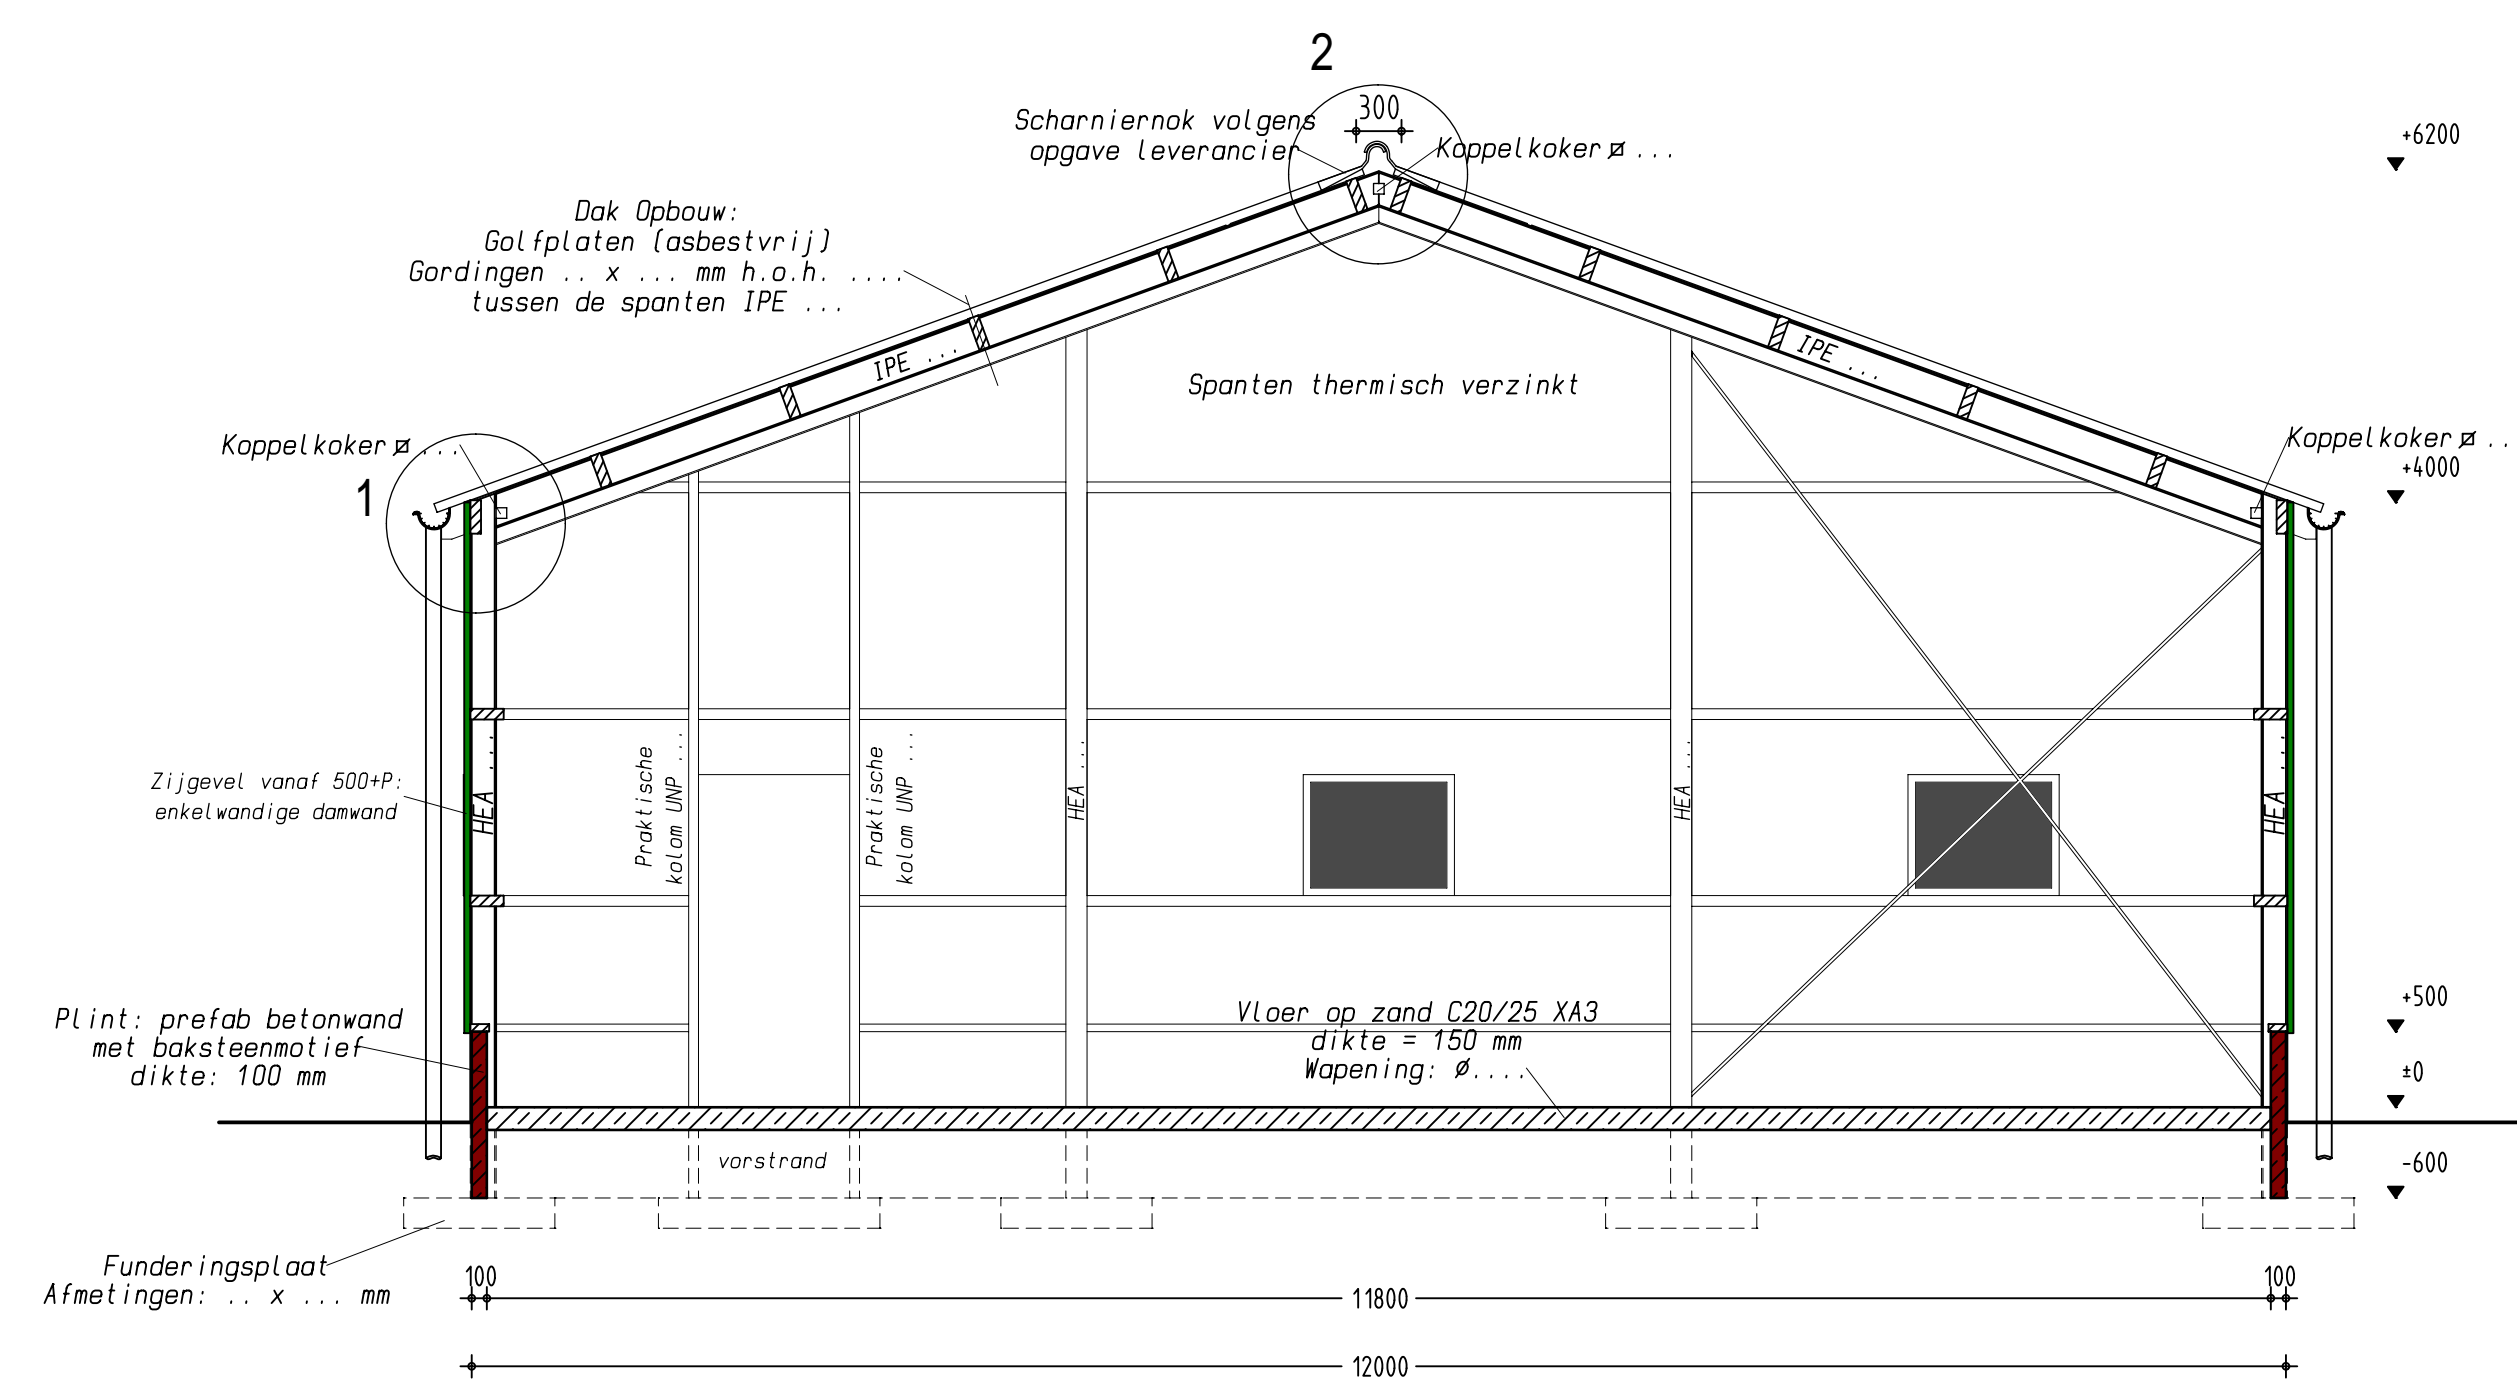 2
300
Scharniernok volgens
opgave leverancier
Koppelkoker ...
+6200
Dak Opbouw:
Golfplaten (asbestvrij)
Gordingen .. x ... mm h.o.h. ....
tussen de spanten IPE ...
IPE ...
IPE ...
Spanten thermisch verzinkt
Koppelkoker ...
1
Koppelkoker ..
+4000
Praktische
kolom UNP ...
Praktische
kolom UNP ...
HEA ...
HEA ...
HEA ...
HEA ...
Zijgevel vanaf 500+P:
enkelwandige damwand
Plint: prefab betonwand
met baksteenmotief
dikte: 100 mm
Vloer op zand C20/25 XA3
dikte = 150 mm
Wapening: Ø....
+500
±0
-600
vorstrand
Funderingsplaat
Afmetingen: .. x ... mm
100
11800
100
12000